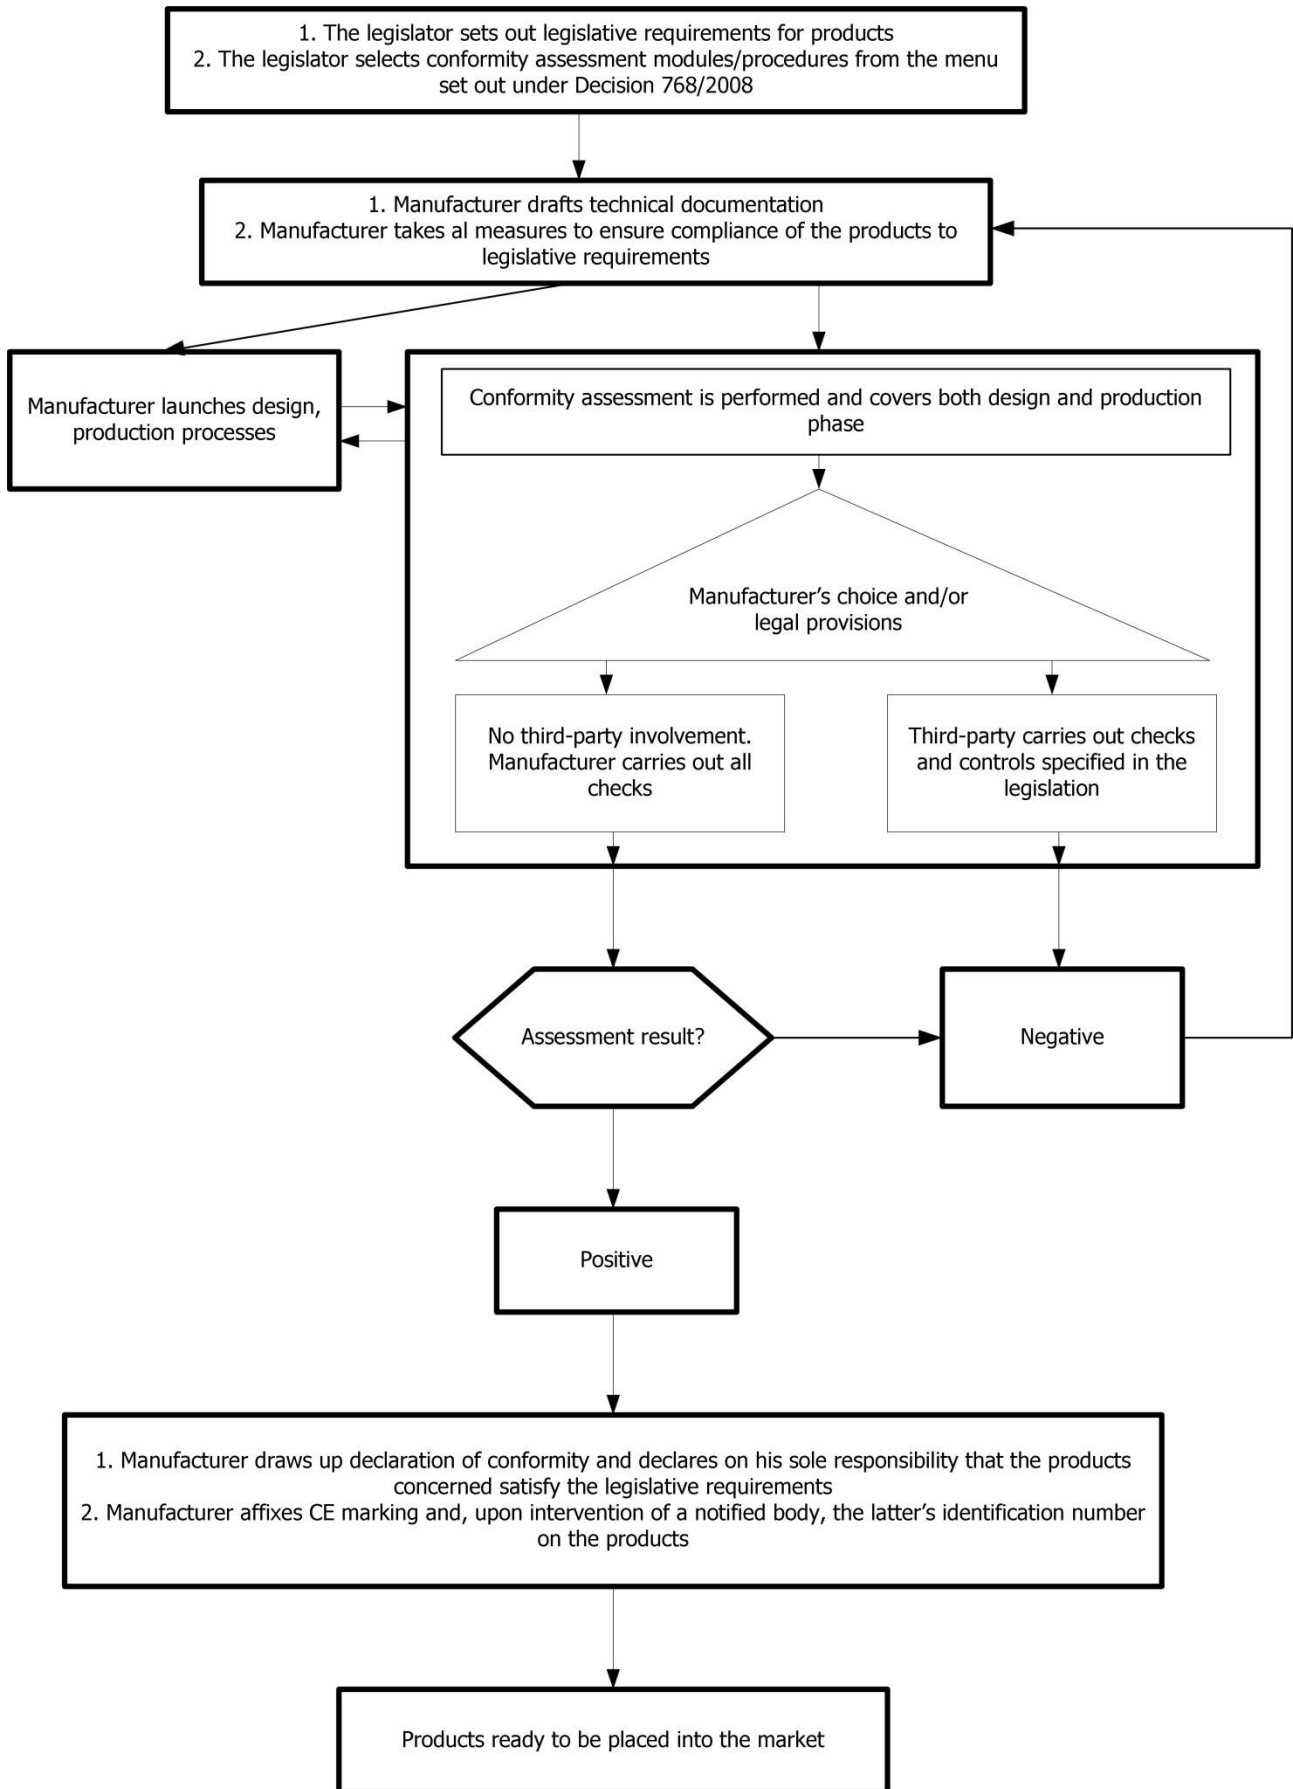 1. The legislator sets out legislative requirements for products
2. The legislator selects conformity assessment modules/procedures from the menu
set out under Decision 768/2008
1. Manufacturer drafts technical documentation
2. Manufacturer takes al measures to ensure compliance of the products to
legislative requirements
Manufacturer launches design,
production processes
Conformity assessment is performed and covers both design and production
phase
Manufacturer’s choice and/or
legal provisions
No third-party involvement.
Manufacturer carries out all
checks
Third-party carries out checks
and controls specified in the
legislation
Assessment result?
Negative
Positive
1. Manufacturer draws up declaration of conformity and declares on his sole responsibility that the products
concerned satisfy the legislative requirements
2. Manufacturer affixes CE marking and, upon intervention of a notified body, the latter’s identification number
on the products
Products ready to be placed into the market